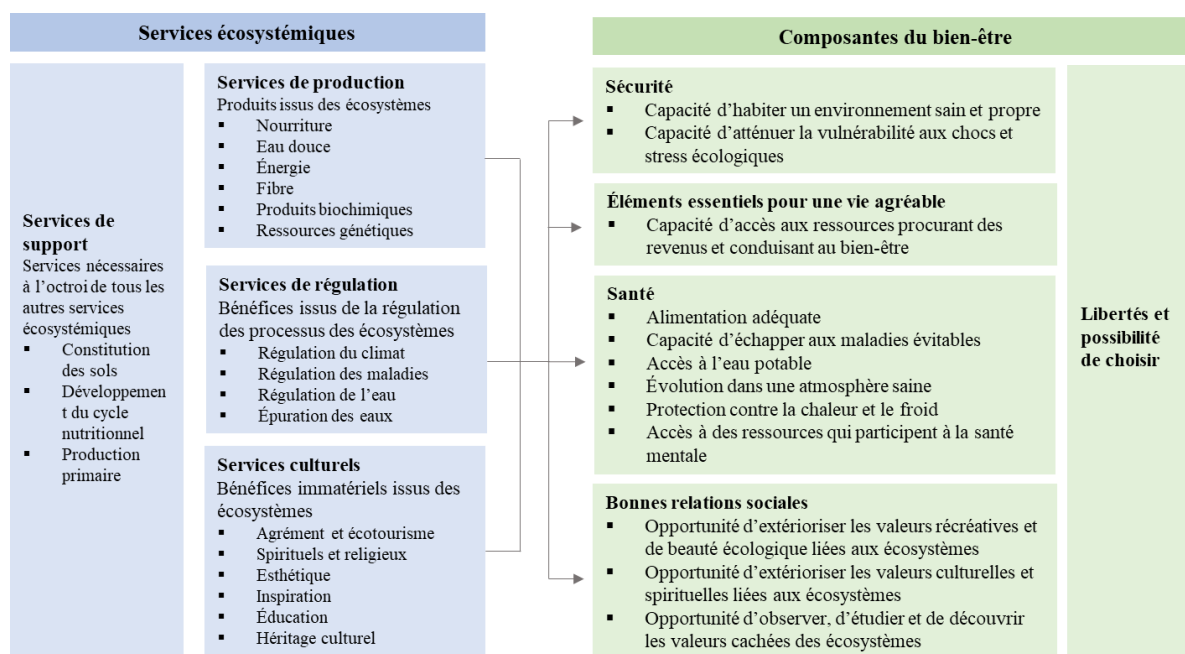 Services écosystémiques
Services de
support
Services nécessaires
à l'octroi de tous les
autres services
écosystémiques
▪ Constitution
des sols
▪ Développemen
t du cycle
nutritionnel
▪ Production
primaire
Services de production
Produits issus des écosystèmes
▪ Nourriture
▪ Eau douce
▪ Énergie
▪ Fibre
▪ Produits biochimiques
▪ Ressources génétiques
Services de régulation
Bénéfices issus de la régulation
des processus des écosystèmes
▪ Régulation du climat
▪ Régulation des maladies
▪ Régulation de l'eau
▪ Épuration des eaux
Services culturels
Bénéfices immatériels issus des
écosystèmes
▪ Agrément et écotourisme
▪ Spirituels et religieux
▪ Esthétique
▪ Inspiration
▪ Éducation
▪ Héritage culturel
Composantes du bien-être
Sécurité
▪ Capacité d'habiter un environnement sain et propre
▪ Capacité d'atténuer la vulnérabilité aux chocs et
stress écologiques
Éléments essentiels pour une vie agréable
▪ Capacité d'accès aux ressources procurant des
revenus et conduisant au bien-être
Santé
▪ Alimentation adéquate
▪ Capacité d'échapper aux maladies évitables
▪ Accès à l'eau potable
▪ Évolution dans une atmosphère saine
▪ Protection contre la chaleur et le froid
▪ Accès à des ressources qui participent à la santé
mentale
Bonnes relations sociales
▪ Opportunité d'extérioriser les valeurs récréatives et
de beauté écologique liées aux écosystèmes
▪ Opportunité d'extérioriser les valeurs culturelles et
spirituelles liées aux écosystèmes
▪ Opportunité d'observer, d'étudier et de découvrir
les valeurs cachées des écosystèmes
Libertés et
possibilité
de choisir